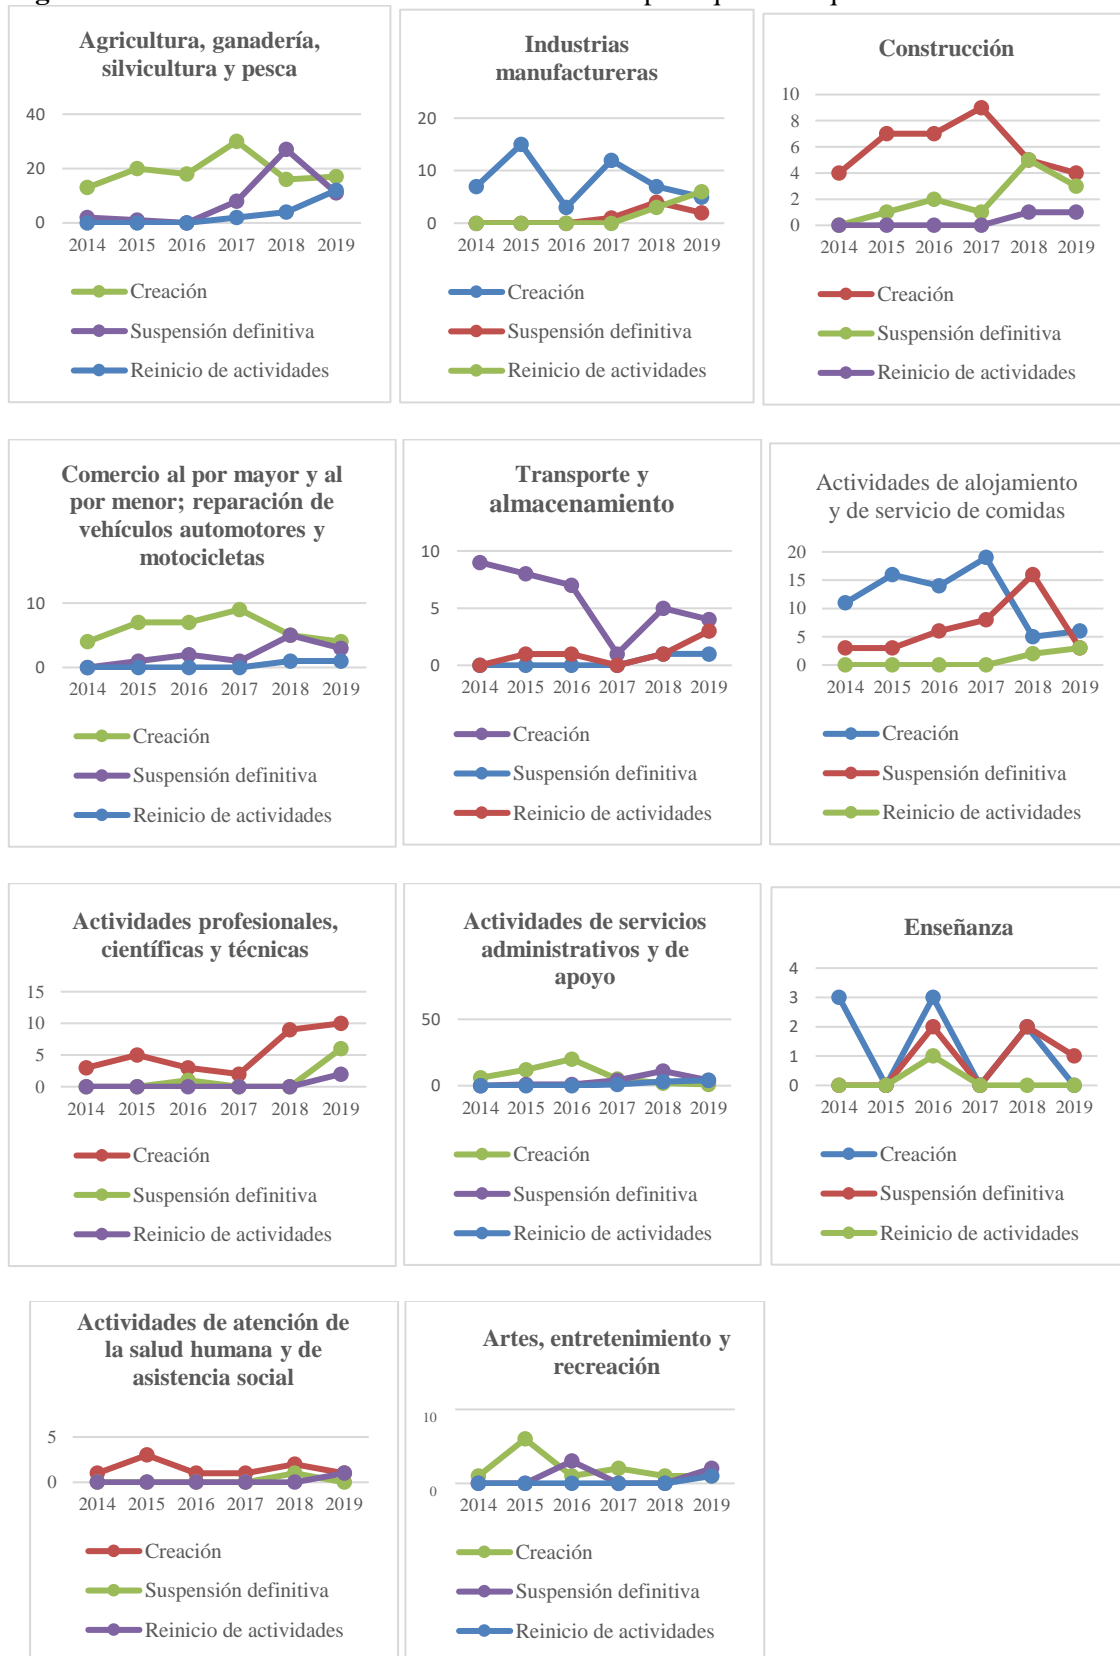 Agricultura, ganadería,
silvicultura y pesca
40
20
0
2014 2015 2016 2017 2018 2019
Creación
Suspensión definitiva
Reinicio de actividades
Industrias
manufactureras
20
10
0
2014 2015 2016 2017 2018 2019
Creación
Suspensión definitiva
Reinicio de actividades
Construcción
10
8
6
4
2
0
2014 2015 2016 2017 2018 2019
Creación
Suspensión definitiva
Reinicio de actividades
Comercio al por mayor y al
por menor; reparación de
vehículos automotores y
motocicletas
10
0
2014 2015 2016 2017 2018 2019
Creación
Suspensión definitiva
Reinicio de actividades
Transporte y
almacenamiento
10
5
0
2014 2015 2016 2017 2018 2019
Creación
Suspensión definitiva
Reinicio de actividades
Actividades de alojamiento
y de servicio de comidas
20
15
10
5
0
2014 2015 2016 2017 2018 2019
Creación
Suspensión definitiva
Reinicio de actividades
Actividades profesionales,
científicas y técnicas
15
10
5
0
2014 2015 2016 2017 2018 2019
Creación
Suspensión definitiva
Reinicio de actividades
Actividades de servicios
administrativos y de
apoyo
50
0
2014 2015 2016 2017 2018 2019
Creación
Suspensión definitiva
Reinicio de actividades
Enseñanza
4
3
2
1
0
2014 2015 2016 2017 2018 2019
Creación
Suspensión definitiva
Reinicio de actividades
Actividades de atención de
la salud humana y de
asistencia social
5
0
2014 2015 2016 2017 2018 2019
Creación
Suspensión definitiva
Reinicio de actividades
Artes, entretenimiento y
recreación
10
0
2014 2015 2016 2017 2018 2019
Creación
Suspensión definitiva
Reinicio de actividades